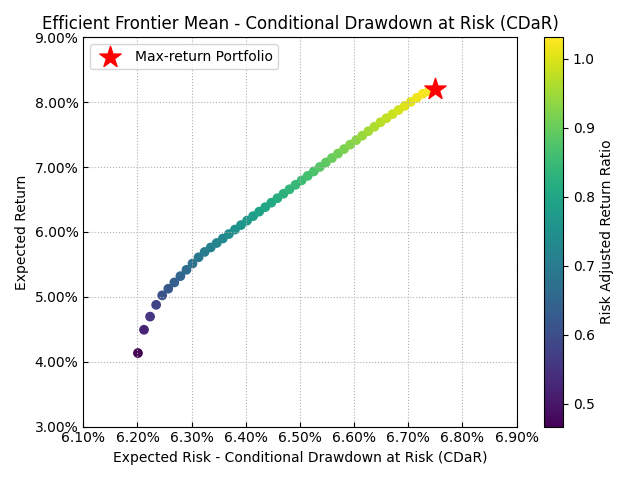 Efficient Frontier Mean - Conditional Drawdown at Risk (CDaR)
Max-return Portfolio
9.00%
8.00%
7.00%
6.00%
5.00%
4.00%
3.00%
Expected Return
6.10% 6.20% 6.30% 6.40% 6.50% 6.60% 6.70% 6.80% 6.90%
Expected Risk - Conditional Drawdown at Risk (CDaR)
1.0
0.9
0.8
0.7
0.6
0.5
Risk Adjusted Return Ratio